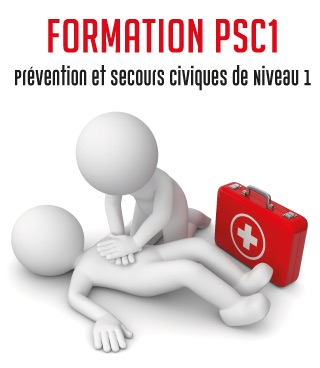 FORMATION PSC1
Prévention et secours civiques de niveau 1